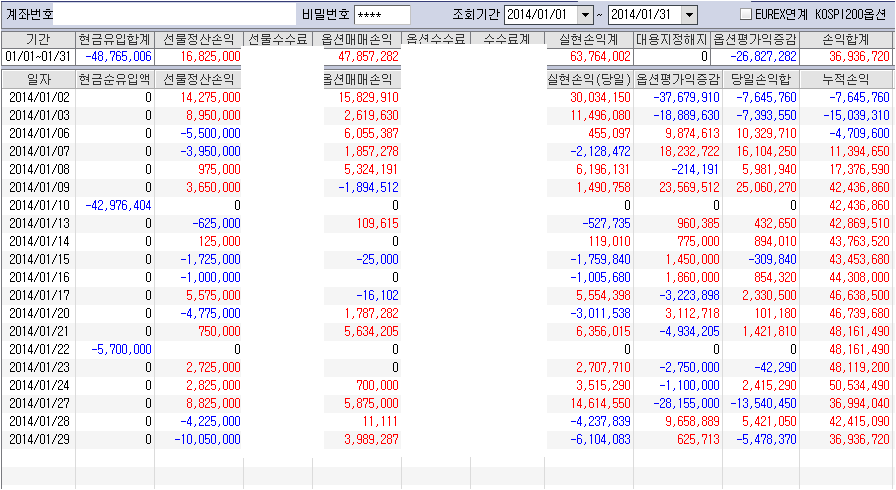 계좌번호 비밀번호 **** 조회기간 2014/01/01 ~ 2014/01/31 EUREX연계 KOSPI200옵션
기간 현금유입합계 선물정산손익 선물수수료 옵션매매손익 옵션수수료 수수료계 실현손익계 대용지정해지 옵션평가익증감 손익합계
01/01~01/31 -48,765,006 16,825,000 47,857,282 63,764,002 0 -26,827,282 36,936,720
일자 현금순유입액 선물정산손익 옵션매매손익 실현손익(당일) 옵션평가익증감 당일손익합 누적손익
2014/01/02 0 14,275,000 15,829,910 30,034,150 -37,679,910 -7,645,760 -7,645,760
2014/01/03 0 8,950,000 2,619,630 11,496,080 -18,889,630 -7,393,550 -15,039,310
2014/01/06 0 -5,500,000 6,055,387 455,097 9,874,613 10,329,710 -4,709,600
2014/01/07 0 -3,950,000 1,857,278 -2,128,472 18,232,722 16,104,250 11,394,650
2014/01/08 0 975,000 5,324,191 6,196,131 -214,191 5,981,940 17,376,590
2014/01/09 0 3,650,000 -1,894,512 1,490,758 23,569,512 25,060,270 42,436,860
2014/01/10 -42,976,404 0 0 0 0 0 42,436,860
2014/01/13 0 -625,000 109,615 -527,735 960,385 432,650 42,869,510
2014/01/14 0 125,000 0 119,010 775,000 894,010 43,763,520
2014/01/15 0 -1,725,000 -25,000 -1,759,840 1,450,000 -309,840 43,453,680
2014/01/16 0 -1,000,000 0 -1,005,680 1,860,000 854,320 44,308,000
2014/01/17 0 5,575,000 -16,102 5,554,398 -3,223,898 2,330,500 46,638,500
2014/01/20 0 -4,775,000 1,787,282 -3,011,538 3,112,718 101,180 46,739,680
2014/01/21 0 750,000 5,634,205 6,356,015 -4,934,205 1,421,810 48,161,490
2014/01/22 -5,700,000 0 0 0 0 0 48,161,490
2014/01/23 0 2,725,000 0 2,707,710 -2,750,000 -42,290 48,119,200
2014/01/24 0 2,825,000 700,000 3,515,290 -1,100,000 2,415,290 50,534,490
2014/01/27 0 8,825,000 5,875,000 14,614,550 -28,155,000 -13,540,450 36,994,040
2014/01/28 0 -4,225,000 11,111 -4,237,839 9,658,889 5,421,050 42,415,090
2014/01/29 0 -10,050,000 3,989,287 -6,104,083 625,713 -5,478,370 36,936,720